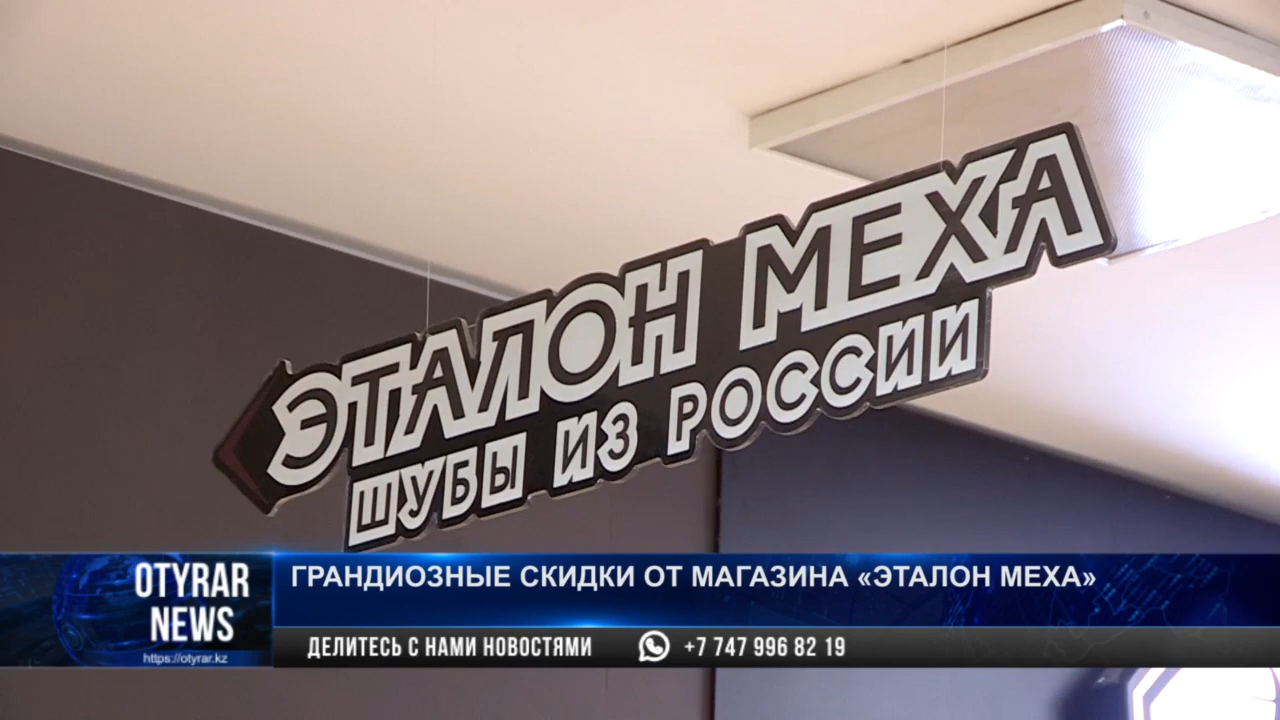 ЭТАЛОН МЕХА
ШУБЫ ИЗ РОССИИ
OTYRAR
NEWS
https://otyrar.kz
ГРАНДИОЗНЫЕ СКИДКИ ОТ МАГАЗИНА «ЭТАЛОН МЕХА»
ДЕЛИТЕСЬ С НАМИ НОВОСТЯМИ +7 747 996 82 19